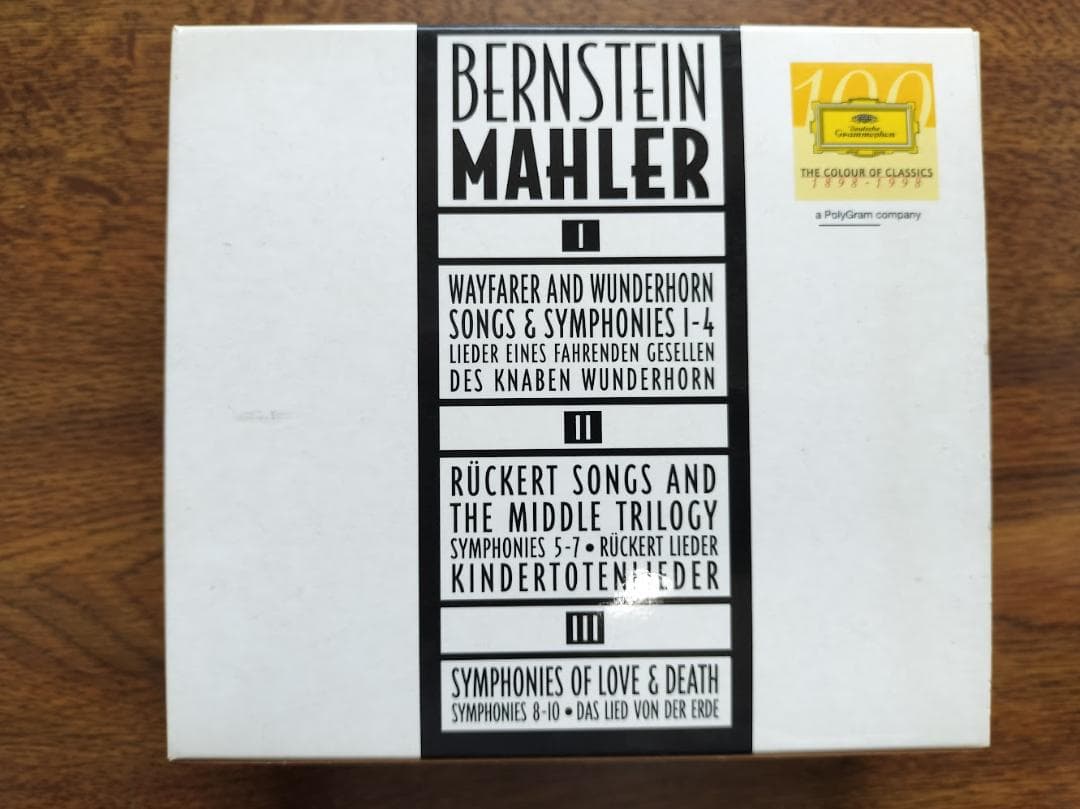 BERNSTEIN
MAHLER
I
WAYFARER AND WUNDERHORN
SONGS & SYMPHONIES 1-4
LIEDER EINES FAHRENDEN GESELLEN
DES KNABEN WUNDERHORN
II
RÜCKERT SONGS AND
THE MIDDLE TRILOGY
SYMPHONIES 5-7 • RÜCKERT LIEDER
KINDERTOTENLIEDER
III
SYMPHONIES OF LOVE & DEATH
SYMPHONIES 8-10 • DAS LIED VON DER ERDE
100
Deutsche
Grammophon
THE COLOUR OF CLASSICS
1898-1998
a PolyGram company